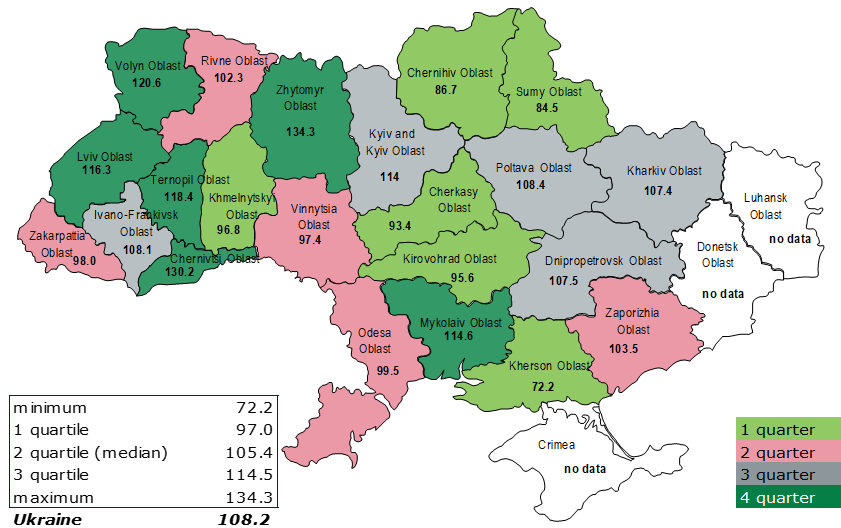 Volyn Oblast
120.6
Rivne Oblast
102.3
Zhytomyr
Oblast
134.3
Kyiv and
Kyiv Oblast
114
Chernihiv Oblast
86.7
Sumy Oblast
84.5
Lviv Oblast
116.3
Ternopil Oblast
118.4
Khmelnytskyi
Oblast
96.8
Vinnytsia
Oblast
97.4
Cherkasy
Oblast
93.4
Poltava Oblast
108.4
Kharkiv Oblast
107.4
Luhansk
Oblast
no data
Zakarpattia
Oblast
98.0
Ivano-Frankivsk
Oblast
108.1
Chernivtsi Oblast
130.2
Kirovohrad Oblast
95.6
Dnipropetrovsk Oblast
107.5
Donetsk
Oblast
no data
Odesa
Oblast
99.5
Mykolaiv Oblast
114.6
Kherson Oblast
72.2
Zaporizhia
Oblast
103.5
Crimea
no data
minimum 72.2
1 quartile 97.0
2 quartile (median) 105.4
3 quartile 114.5
maximum 134.3
Ukraine 108.2
1 quarter
2 quarter
3 quarter
4 quarter